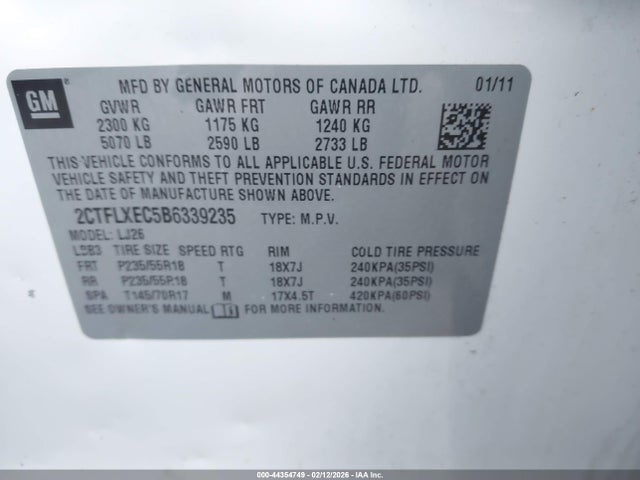 GM
MFD BY GENERAL MOTORS OF CANADA LTD. 01/11
GVWR GAWR FRT GAWR RR
2300 KG 1175 KG 1240 KG
5070 LB 2590 LB 2733 LB
THIS VEHICLE CONFORMS TO ALL APPLICABLE U.S. FEDERAL MOTOR
VEHICLE SAFETY AND THEFT PREVENTION STANDARDS IN EFFECT ON THE
DATE OF MANUFACTURE SHOWN ABOVE.
2CTFLXEC5B6339235 TYPE: M.P.V.
MODEL: LJ26
TIRE SIZE SPEED RTG RIM COLD TIRE PRESSURE
FRT P235/55R18 T 18X7J 240KPA(35PSI)
RR P235/55R18 T 18X7J 240KPA(35PSI)
SPA T145/70R17 M 17X4.5T 420KPA(60PSI)
SEE OWNER'S MANUAL FOR MORE INFORMATION.
000-44354749 - 02/12/2026 - IAA, Inc.